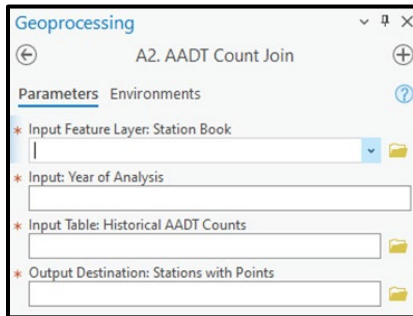 Geoprocessing
A2. AADT Count Join
Parameters Environments
* Input Feature Layer: Station Book
* Input: Year of Analysis
* Input Table: Historical AADT Counts
* Output Destination: Stations with Points